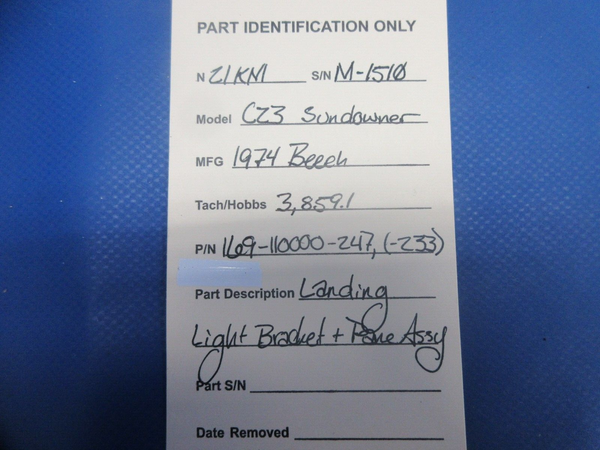 PART IDENTIFICATION ONLY
N 21KM S/N M-1510
Model C23 Sundowner
MFG 1974 Beech
Tach/Hobbs 3,859.1
P/N 169-110000-247, (-233)
Part Description Landing
Light Bracket + Pane Assy
Part S/N
Date Removed